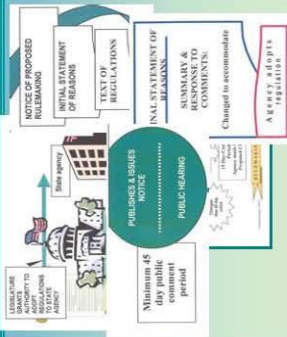 LEGISLATURE
GRANTS
AUTHORITY TO
ADOPT
REGULATIONS
TO STATE
AGENCY
State agency
NOTICE OF PROPOSED
RULEMAKING
INITIAL STATEMENT
OF REASONS
TEXT OF
REGULATIONS
PUBLISHES & ISSUES
NOTICE
PUBLIC HEARING
Minimum 45
day public
comment
period
INAL STATEMENT OF
REASONS
SUMMARY &
RESPONSE TO
COMMENTS:
Changed to accommodate
Agency adopts
regulation